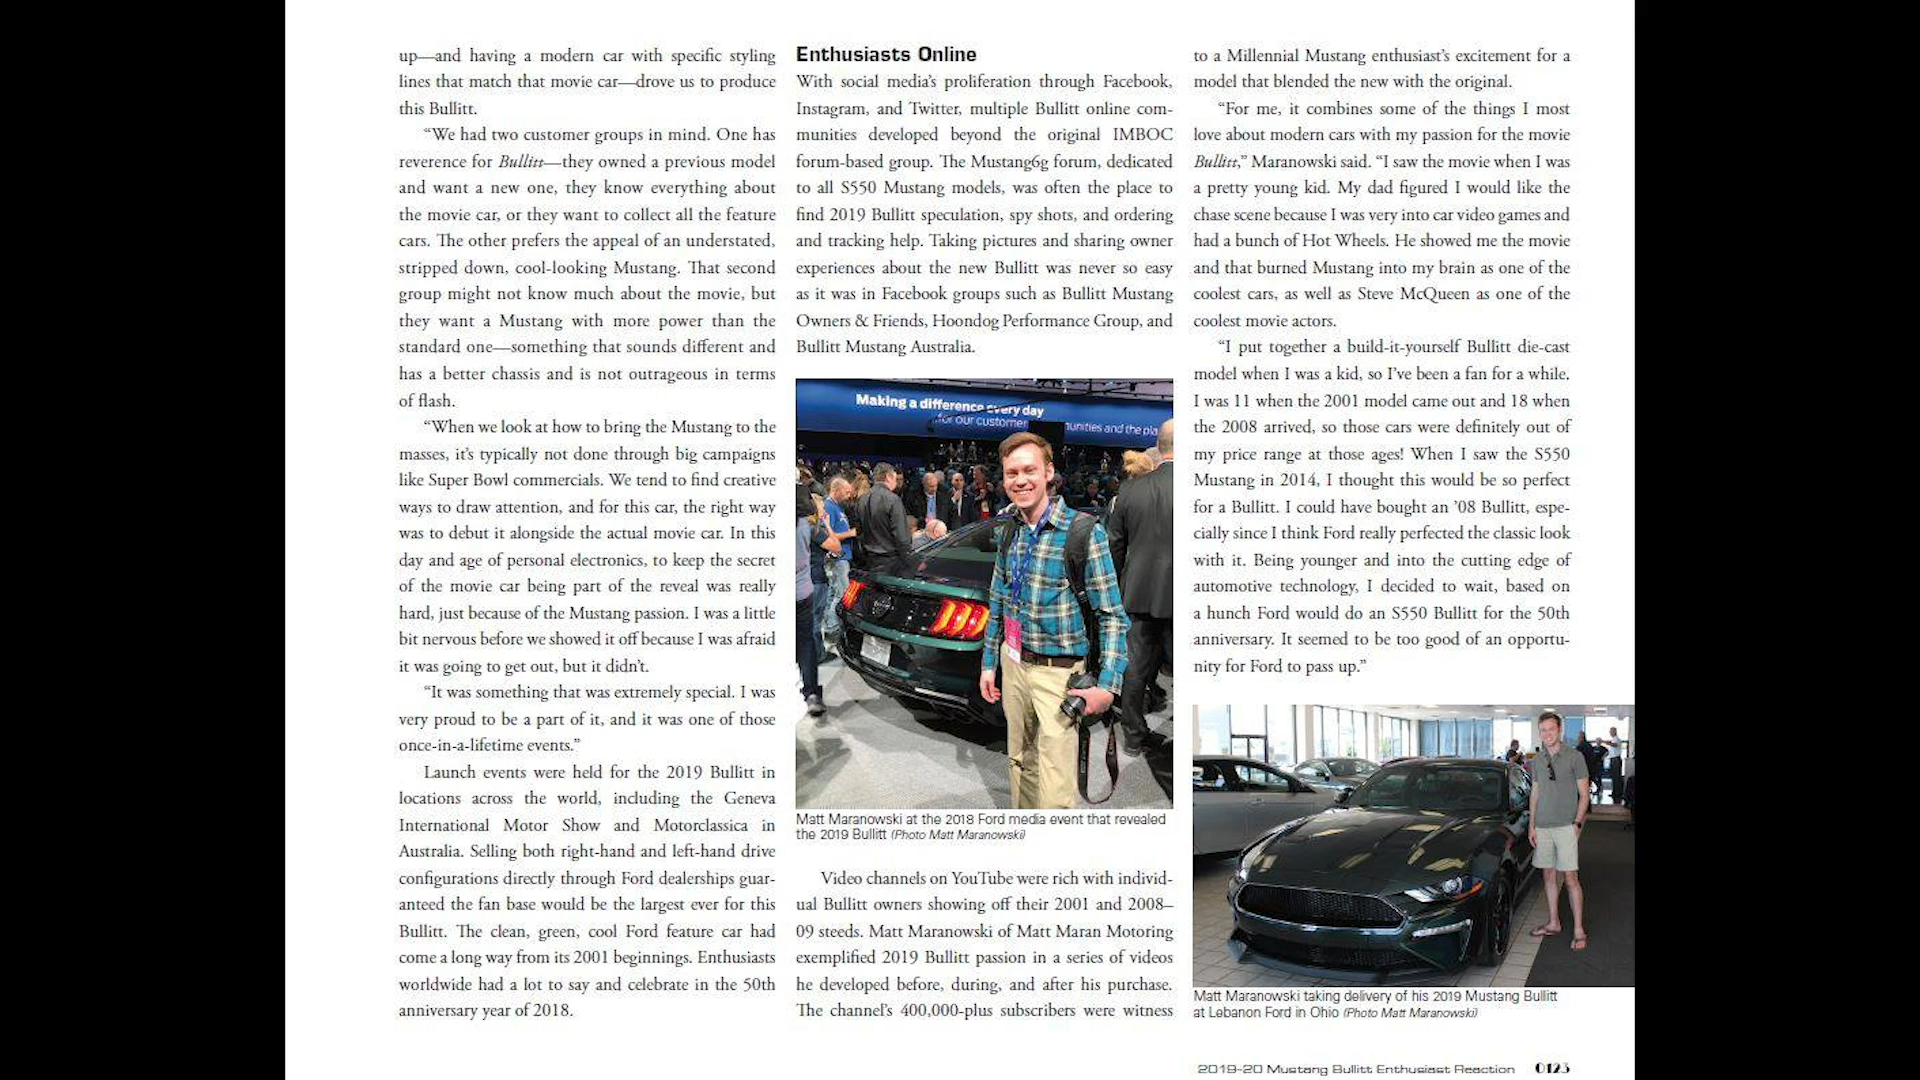 up—and having a modern car with specific styling
lines that match that movie car—drove us to produce
this Bullitt.
“We had two customer groups in mind. One has
reverence for Bullitt—they owned a previous model
and want a new one, they know everything about
the movie car, or they want to collect all the feature
cars. The other prefers the appeal of an understated,
stripped down, cool-looking Mustang. That second
group might not know much about the movie, but
they want a Mustang with more power than the
standard one—something that sounds different and
has a better chassis and is not outrageous in terms
of flash.
“When we look at how to bring the Mustang to the
masses, it’s typically not done through big campaigns
like Super Bowl commercials. We tend to find creative
ways to draw attention, and for this car, the right way
was to debut it alongside the actual movie car. In this
day and age of personal electronics, to keep the secret
of the movie car being part of the reveal was really
hard, just because of the Mustang passion. I was a little
bit nervous before we showed it off because I was afraid
it was going to get out, but it didn’t.
“It was something that was extremely special. I was
very proud to be a part of it, and it was one of those
once-in-a-lifetime events.”
Launch events were held for the 2019 Bullitt in
locations across the world, including the Geneva
International Motor Show and Motorclassica in
Australia. Selling both right-hand and left-hand drive
configurations directly through Ford dealerships guar-
anteed the fan base would be the largest ever for this
Bullitt. The clean, green, cool Ford feature car had
come a long way from its 2001 beginnings. Enthusiasts
worldwide had a lot to say and celebrate in the 50th
anniversary year of 2018.
Enthusiasts Online
With social media’s proliferation through Facebook,
Instagram, and Twitter, multiple Bullitt online com-
munities developed beyond the original IMBOC
forum-based group. The Mustang6g forum, dedicated
to all S550 Mustang models, was often the place to
find 2019 Bullitt speculation, spy shots, and ordering
and tracking help. Taking pictures and sharing owner
experiences about the new Bullitt was never so easy
as it was in Facebook groups such as Bullitt Mustang
Owners & Friends, Hoondog Performance Group, and
Bullitt Mustang Australia.
Making a difference every day
for our customer unities and the pla
Matt Maranowski at the 2018 Ford media event that revealed
the 2019 Bullitt (Photo Matt Maranowski)
Video channels on YouTube were rich with individ-
ual Bullitt owners showing off their 2001 and 2008–
09 steeds. Matt Maranowski of Matt Maran Motoring
exemplified 2019 Bullitt passion in a series of videos
he developed before, during, and after his purchase.
The channel’s 400,000-plus subscribers were witness
to a Millennial Mustang enthusiast’s excitement for a
model that blended the new with the original.
“For me, it combines some of the things I most
love about modern cars with my passion for the movie
Bullitt,” Maranowski said. “I saw the movie when I was
a pretty young kid. My dad figured I would like the
chase scene because I was very into car video games and
had a bunch of Hot Wheels. He showed me the movie
and that burned Mustang into my brain as one of the
coolest cars, as well as Steve McQueen as one of the
coolest movie actors.
“I put together a build-it-yourself Bullitt die-cast
model when I was a kid, so I’ve been a fan for a while.
I was 11 when the 2001 model came out and 18 when
the 2008 arrived, so those cars were definitely out of
my price range at those ages! When I saw the S550
Mustang in 2014, I thought this would be so perfect
for a Bullitt. I could have bought an ’08 Bullitt, espe-
cially since I think Ford really perfected the classic look
with it. Being younger and into the cutting edge of
automotive technology, I decided to wait, based on
a hunch Ford would do an S550 Bullitt for the 50th
anniversary. It seemed to be too good of an opportu-
nity for Ford to pass up.”
Matt Maranowski taking delivery of his 2019 Mustang Bullitt
at Lebanon Ford in Ohio (Photo Matt Maranowski)
2019-20 Mustang Bullitt Enthusiast Reaction 0123